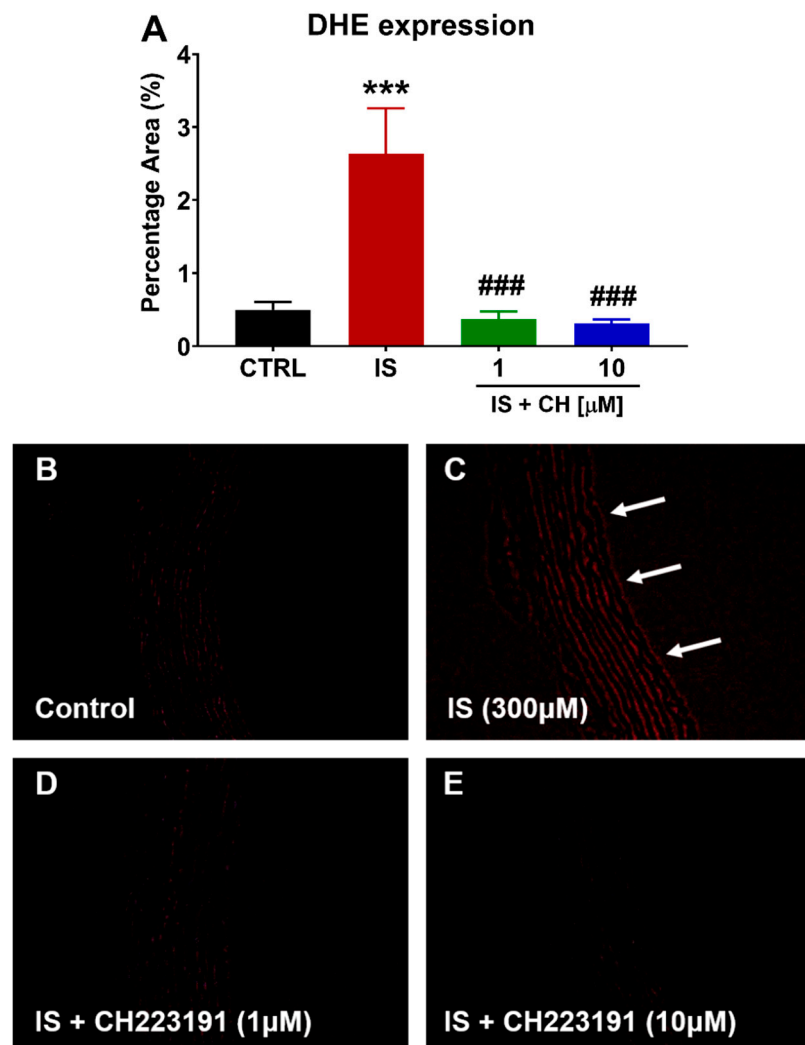 A
DHE expression
Percentage Area (%)
4
3
2
1
0
***
###
###
CTRL
IS
1
10
IS + CH [μM]
B
Control
C
IS (300μM)
D
IS + CH223191 (1μM)
E
IS + CH223191 (10μM)